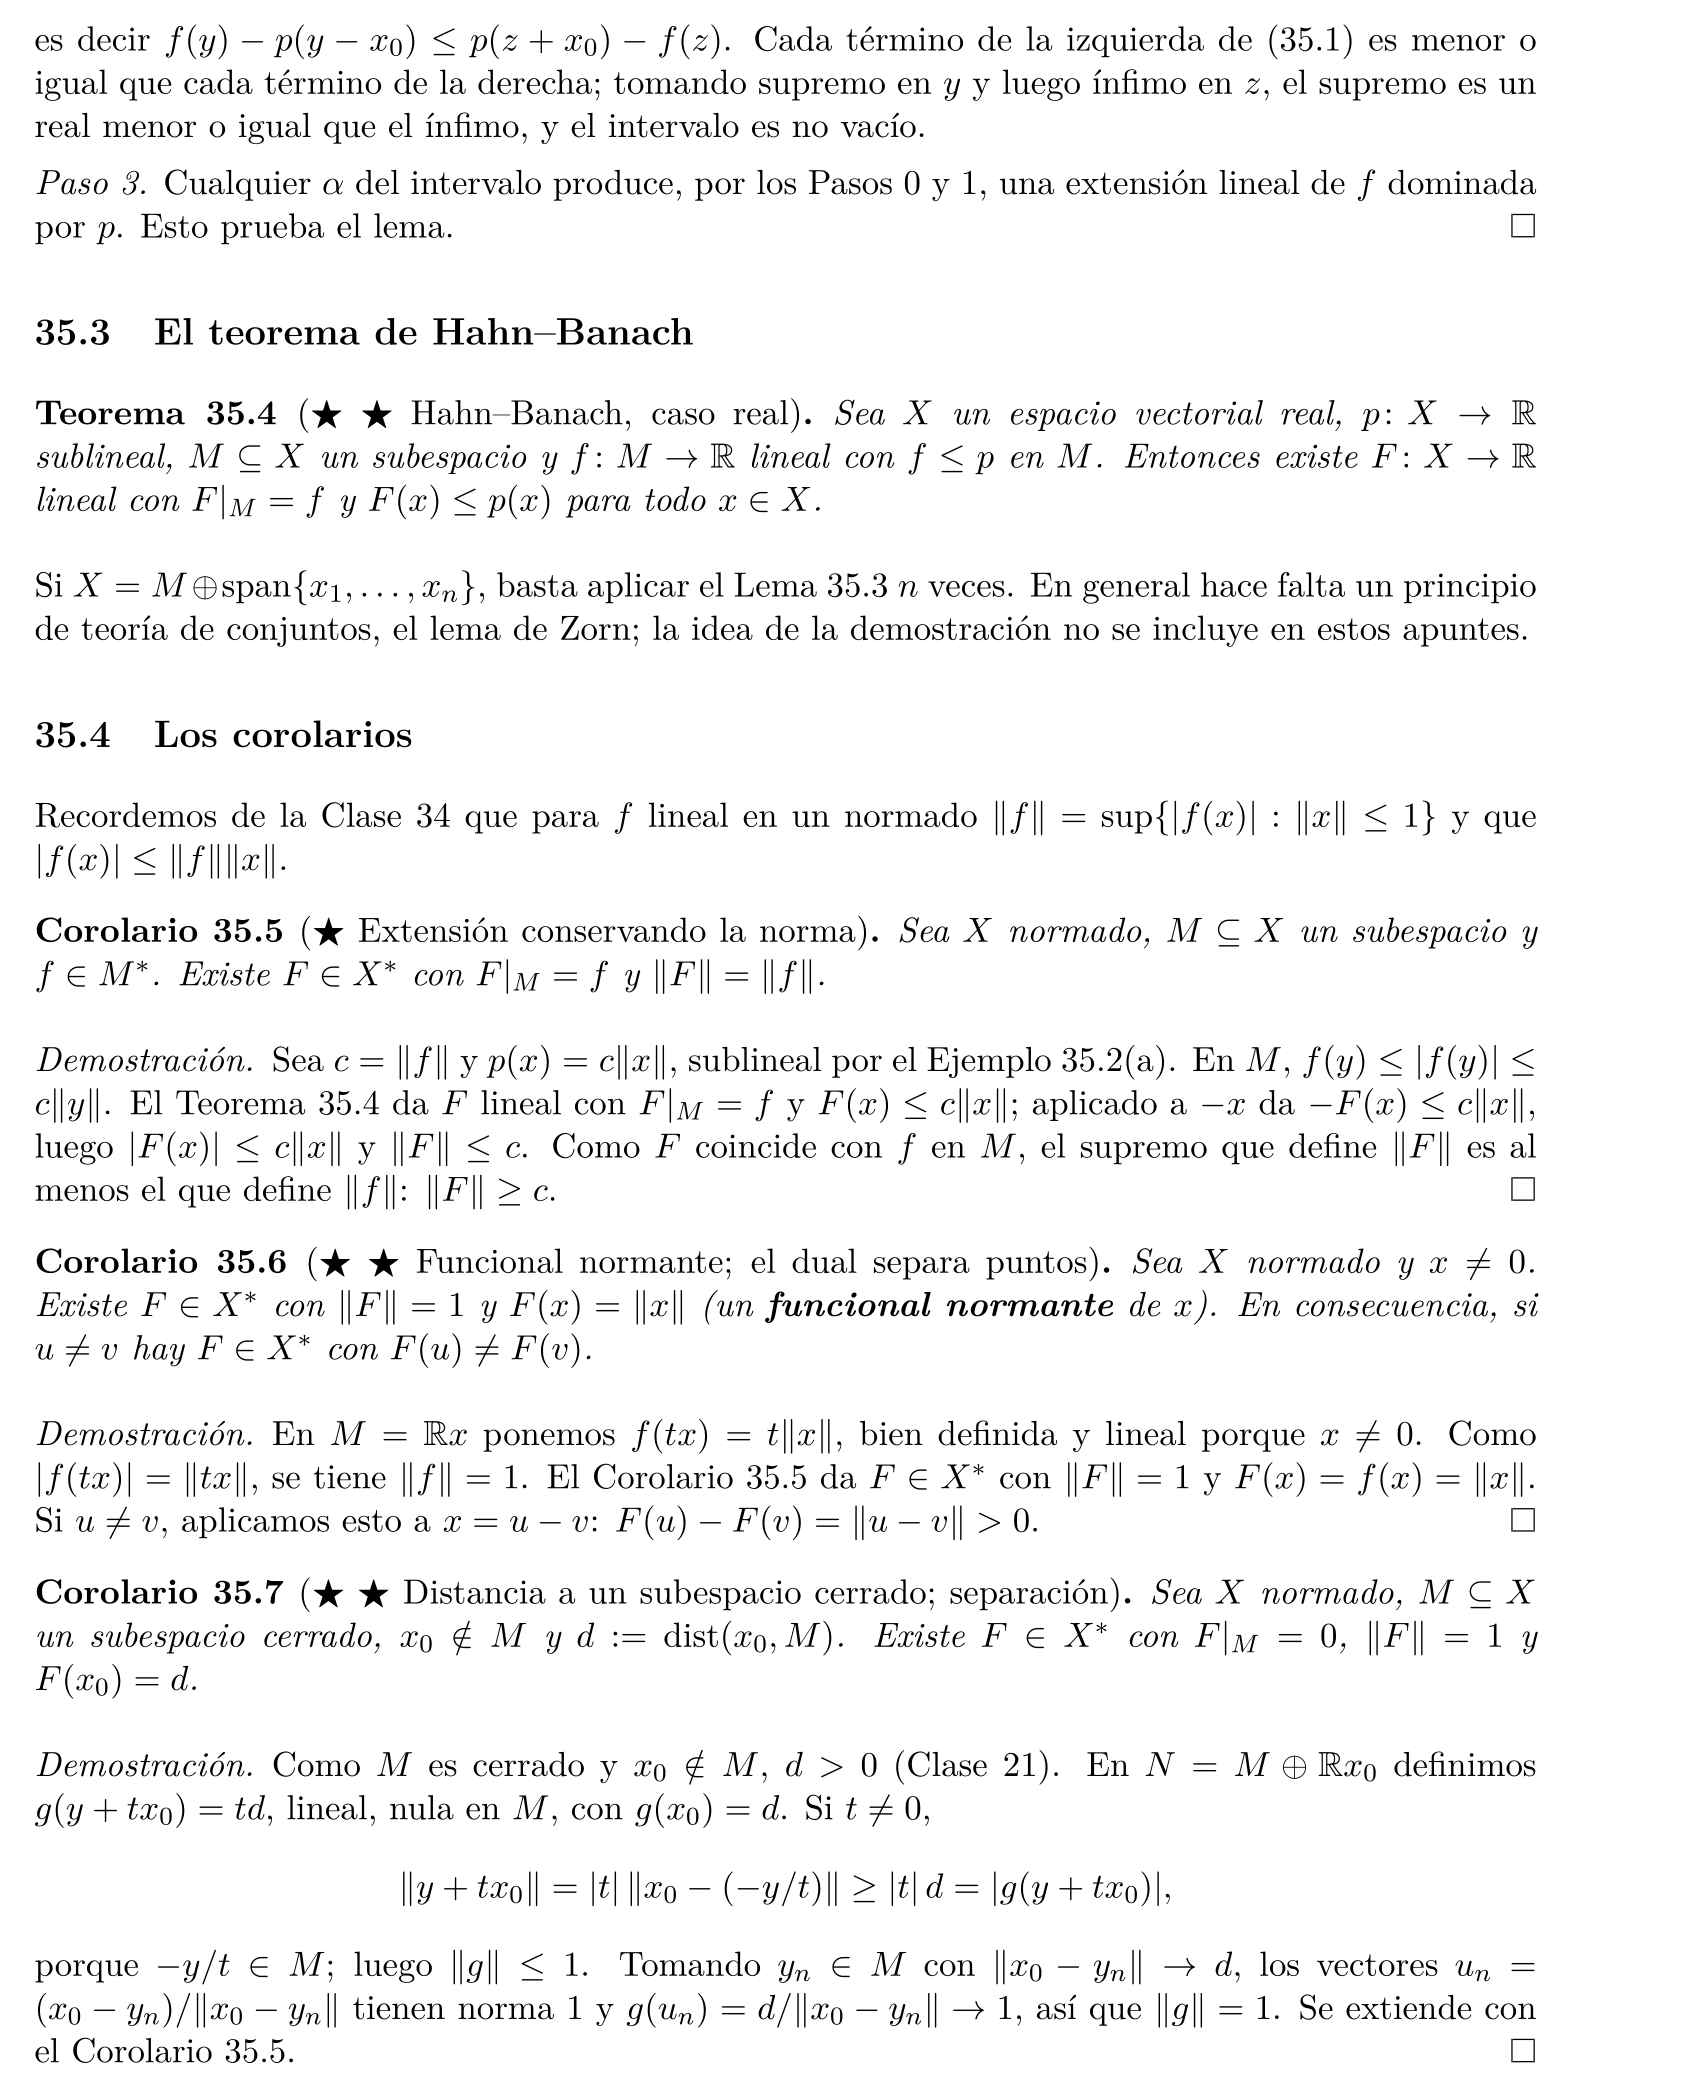 es decir f(y) − p(y − x₀) ≤ p(z + x₀) − f(z). Cada término de la izquierda de (35.1) es menor o
igual que cada término de la derecha; tomando supremo en y y luego ínfimo en z, el supremo es un
real menor o igual que el ínfimo, y el intervalo es no vacío.
Paso 3. Cualquier α del intervalo produce, por los Pasos 0 y 1, una extensión lineal de f dominada
por p. Esto prueba el lema. □
35.3 El teorema de Hahn–Banach
Teorema 35.4 (★ ★ Hahn–Banach, caso real). Sea X un espacio vectorial real, p: X → ℝ
sublineal, M ⊆ X un subespacio y f: M → ℝ lineal con f ≤ p en M. Entonces existe F: X → ℝ
lineal con F|_M = f y F(x) ≤ p(x) para todo x ∈ X.
Si X = M ⊕ span{x₁, . . . , xₙ}, basta aplicar el Lema 35.3 n veces. En general hace falta un principio
de teoría de conjuntos, el lema de Zorn; la idea de la demostración no se incluye en estos apuntes.
35.4 Los corolarios
Recordemos de la Clase 34 que para f lineal en un normado ‖f‖ = sup{|f(x)| : ‖x‖ ≤ 1} y que
|f(x)| ≤ ‖f‖‖x‖.
Corolario 35.5 (★ Extensión conservando la norma). Sea X normado, M ⊆ X un subespacio y
f ∈ M*. Existe F ∈ X* con F|_M = f y ‖F‖ = ‖f‖.
Demostración. Sea c = ‖f‖ y p(x) = c‖x‖, sublineal por el Ejemplo 35.2(a). En M, f(y) ≤ |f(y)| ≤
c‖y‖. El Teorema 35.4 da F lineal con F|_M = f y F(x) ≤ c‖x‖; aplicado a −x da −F(x) ≤ c‖x‖,
luego |F(x)| ≤ c‖x‖ y ‖F‖ ≤ c. Como F coincide con f en M, el supremo que define ‖F‖ es al
menos el que define ‖f‖: ‖F‖ ≥ c. □
Corolario 35.6 (★ ★ Funcional normante; el dual separa puntos). Sea X normado y x ≠ 0.
Existe F ∈ X* con ‖F‖ = 1 y F(x) = ‖x‖ (un funcional normante de x). En consecuencia, si
u ≠ v hay F ∈ X* con F(u) ≠ F(v).
Demostración. En M = ℝx ponemos f(tx) = t‖x‖, bien definida y lineal porque x ≠ 0. Como
|f(tx)| = ‖tx‖, se tiene ‖f‖ = 1. El Corolario 35.5 da F ∈ X* con ‖F‖ = 1 y F(x) = f(x) = ‖x‖.
Si u ≠ v, aplicamos esto a x = u − v: F(u) − F(v) = ‖u − v‖ > 0. □
Corolario 35.7 (★ ★ Distancia a un subespacio cerrado; separación). Sea X normado, M ⊆ X
un subespacio cerrado, x₀ ∉ M y d := dist(x₀, M). Existe F ∈ X* con F|_M = 0, ‖F‖ = 1 y
F(x₀) = d.
Demostración. Como M es cerrado y x₀ ∉ M, d > 0 (Clase 21). En N = M ⊕ ℝx₀ definimos
g(y + tx₀) = td, lineal, nula en M, con g(x₀) = d. Si t ≠ 0,
‖y + tx₀‖ = |t| ‖x₀ − (−y/t)‖ ≥ |t| d = |g(y + tx₀)|,
porque −y/t ∈ M; luego ‖g‖ ≤ 1. Tomando yₙ ∈ M con ‖x₀ − yₙ‖ → d, los vectores uₙ =
(x₀ − yₙ)/‖x₀ − yₙ‖ tienen norma 1 y g(uₙ) = d/‖x₀ − yₙ‖ → 1, así que ‖g‖ = 1. Se extiende con
el Corolario 35.5. □